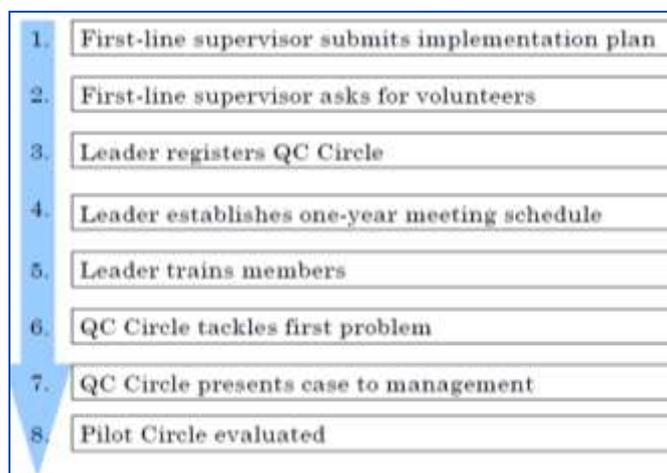 1. First-line supervisor submits implementation plan
2. First-line supervisor asks for volunteers
3. Leader registers QC Circle
4. Leader establishes one-year meeting schedule
5. Leader trains members
6. QC Circle tackles first problem
7. QC Circle presents case to management
8. Pilot Circle evaluated